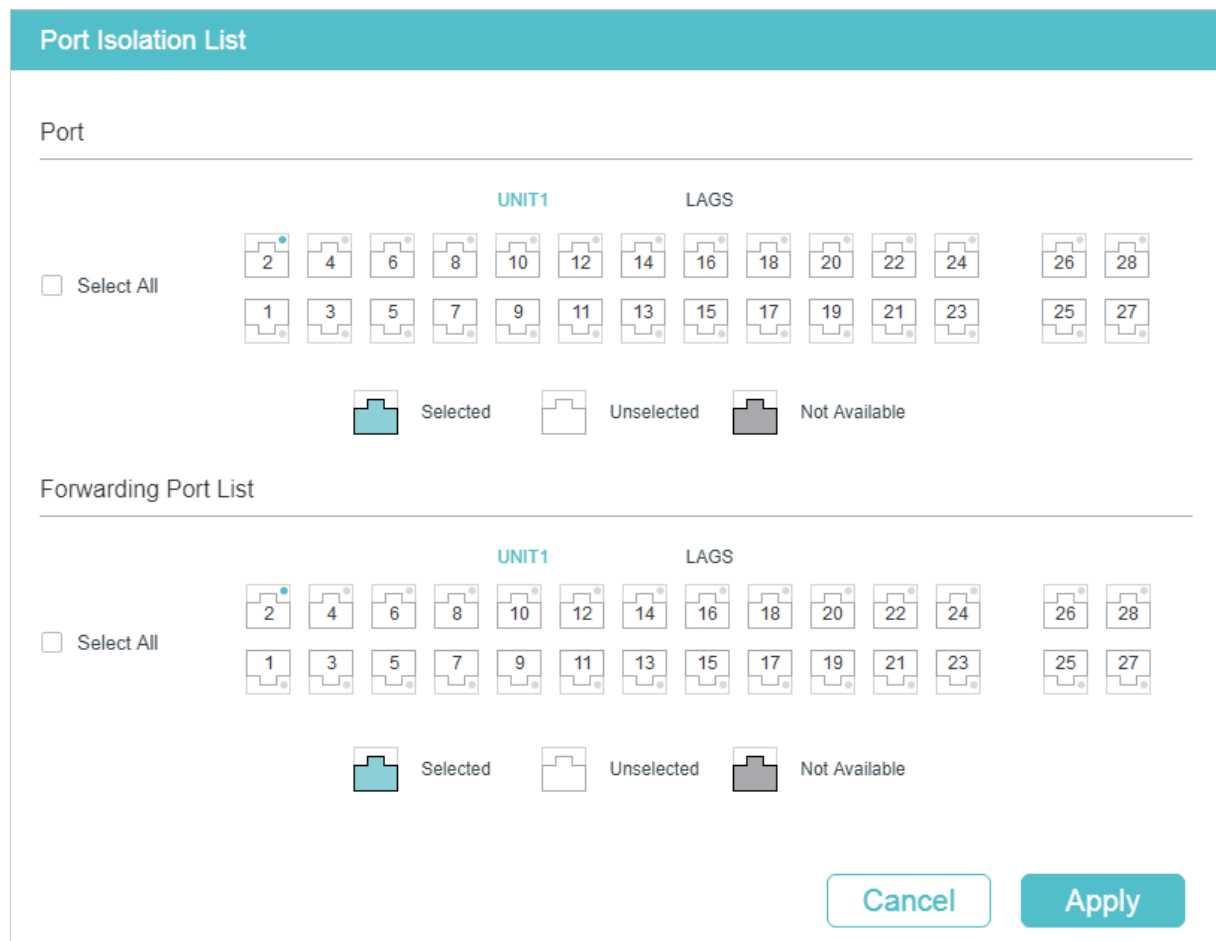 Port Isolation List
Port
UNIT1 LAGS
2 4 6 8 10 12 14 16 18 20 22 24 26 28
Select All
1 3 5 7 9 11 13 15 17 19 21 23 25 27
Selected Unselected Not Available
Forwarding Port List
UNIT1 LAGS
2 4 6 8 10 12 14 16 18 20 22 24 26 28
Select All
1 3 5 7 9 11 13 15 17 19 21 23 25 27
Selected Unselected Not Available
Cancel Apply